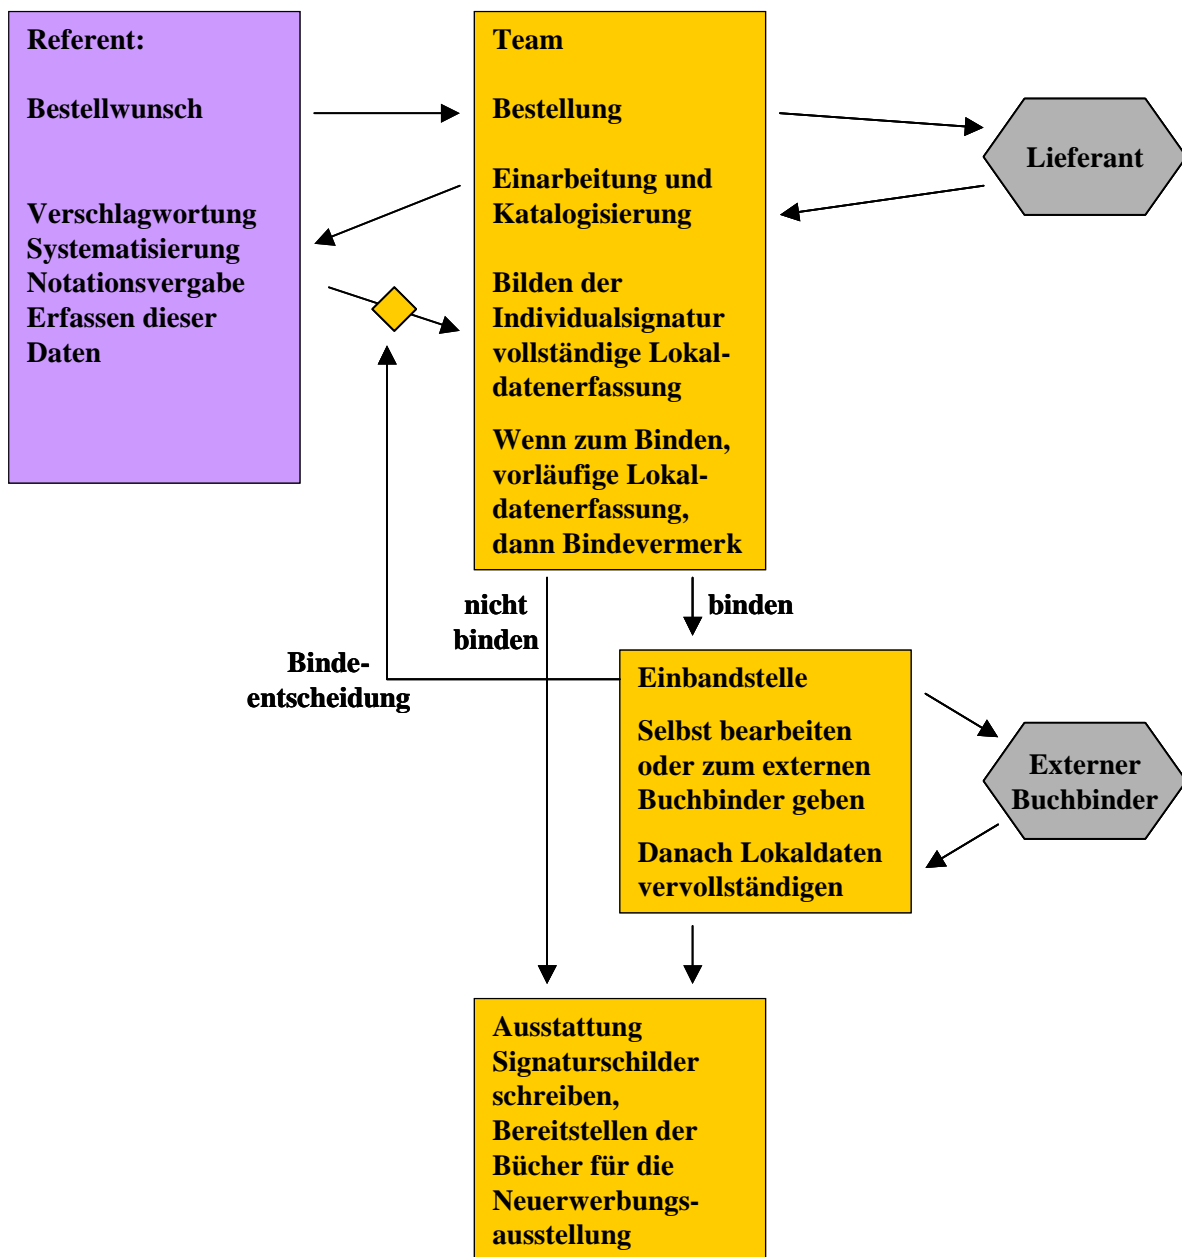 Referent:
Bestellwunsch
Verschlagwortung
Systematisierung
Notationsvergabe
Erfassen dieser
Daten
Team
Bestellung
Einarbeitung und
Katalogisierung
Bilden der
Individualsignatur
vollständige Lokal-
datenerfassung
Wenn zum Binden,
vorläufige Lokal-
datenerfassung,
dann Bindevermerk
Lieferant
nicht
binden
binden
Binde-
entscheidung
Einbandstelle
Selbst bearbeiten
oder zum externen
Buchbinder geben
Danach Lokaldaten
vervollständigen
Externer
Buchbinder
Ausstattung
Signaturschilder
schreiben,
Bereitstellen der
Bücher für die
Neuerwerbungs-
ausstellung